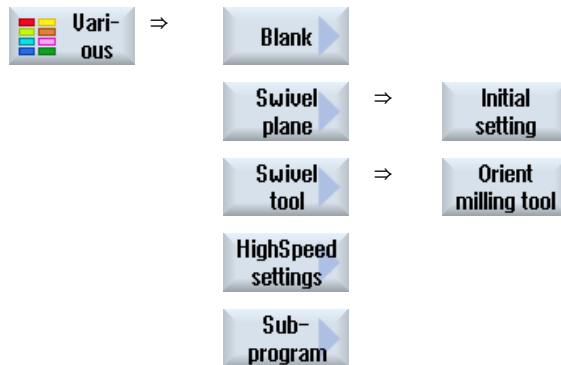 Vari-
ous
⇒
Blank
Swivel
plane
⇒
Initial
setting
Swivel
tool
⇒
Orient
milling tool
HighSpeed
settings
Sub-
program